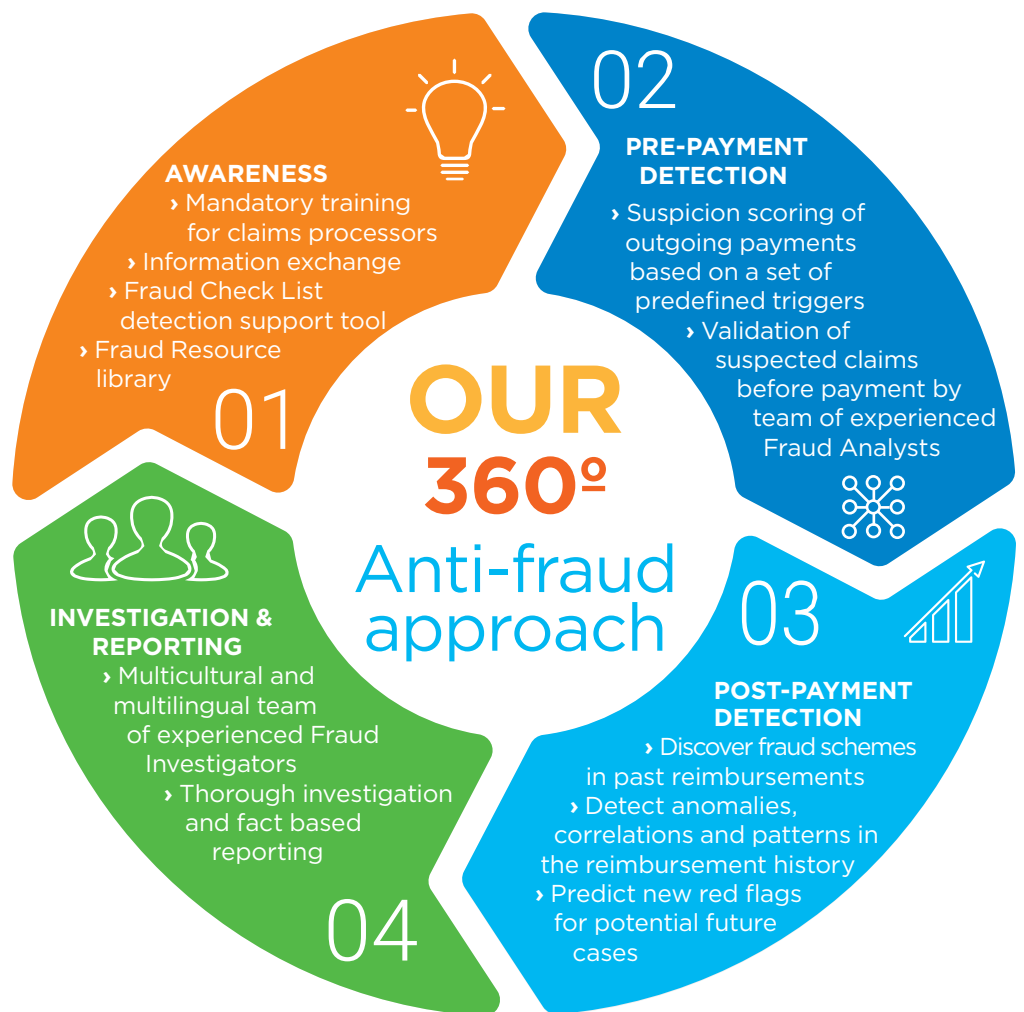 OUR
360º
Anti-fraud
approach
01
AWARENESS
› Mandatory training
for claims processors
› Information exchange
› Fraud Check List
detection support tool
› Fraud Resource
library
02
PRE-PAYMENT
DETECTION
› Suspicion scoring of
outgoing payments
based on a set of
predefined triggers
› Validation of
suspected claims
before payment by
team of experienced
Fraud Analysts
03
POST-PAYMENT
DETECTION
› Discover fraud schemes
in past reimbursements
› Detect anomalies,
correlations and patterns in
the reimbursement history
› Predict new red flags
for potential future
cases
INVESTIGATION &
REPORTING
› Multicultural and
multilingual team
of experienced Fraud
Investigators
› Thorough investigation
and fact based
reporting
04